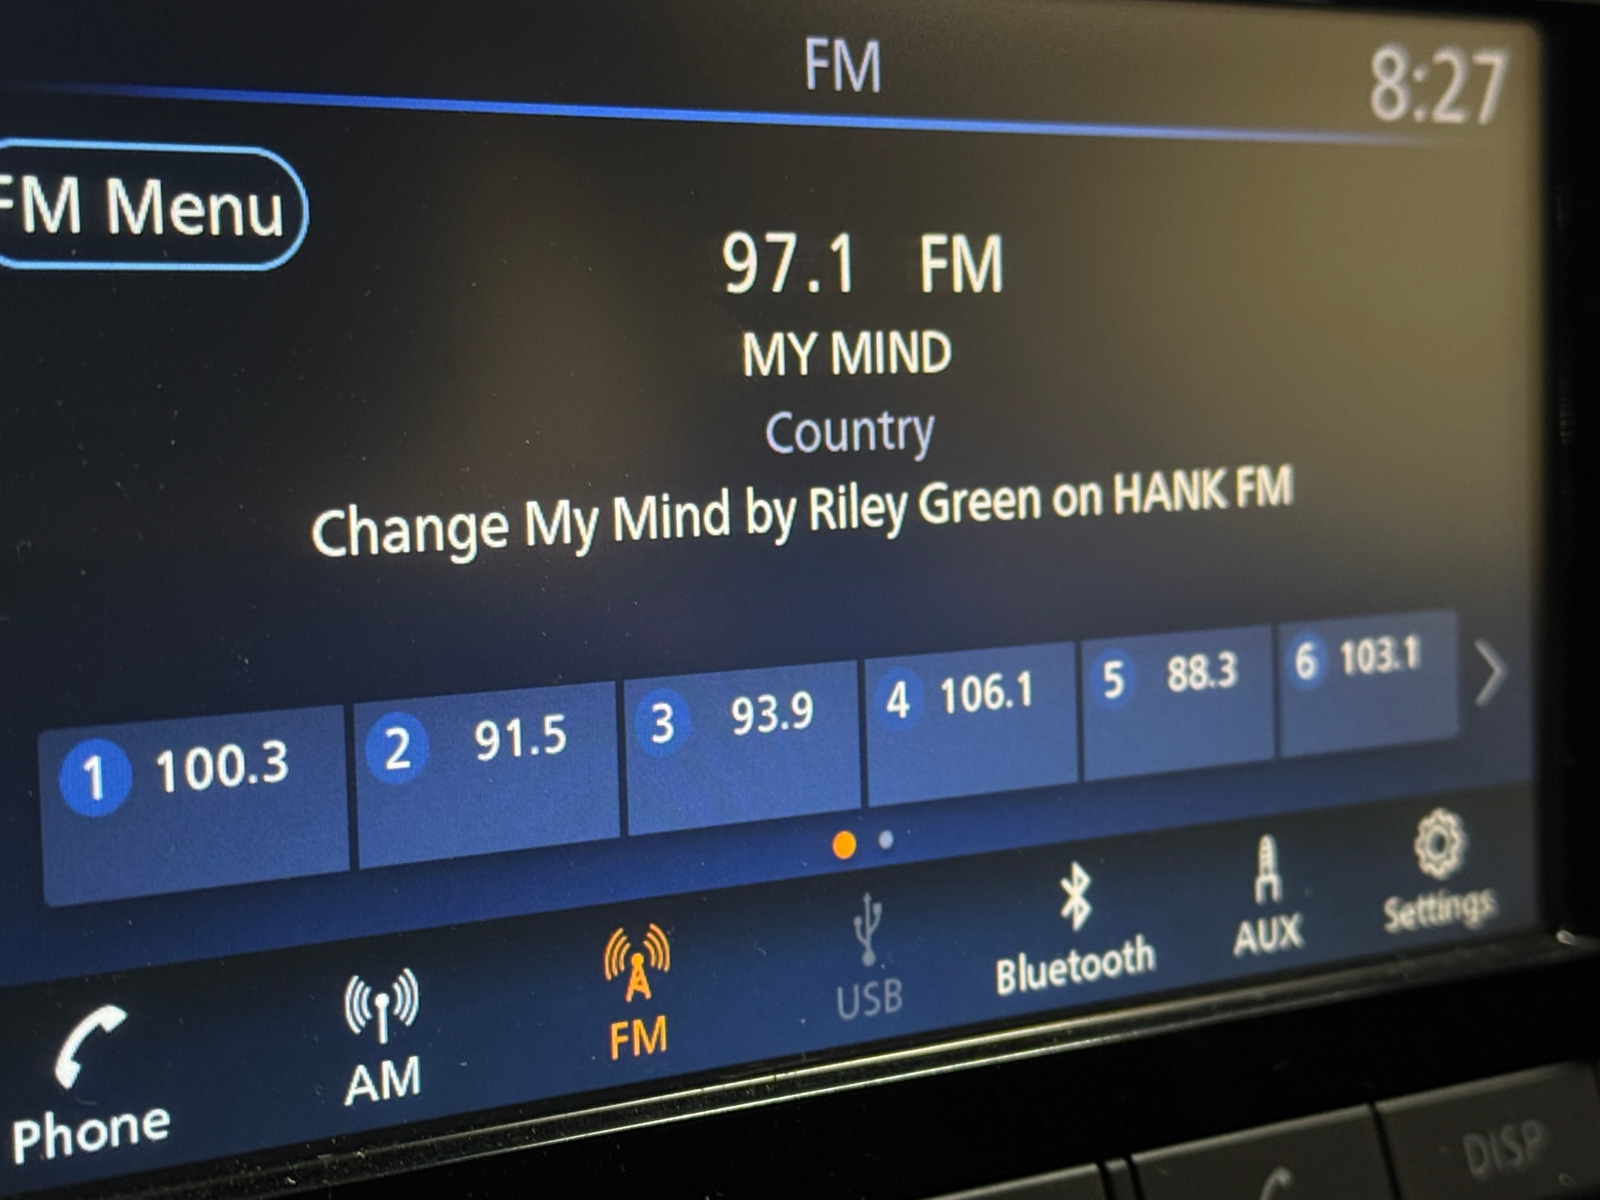 FM
8:27
FM Menu
97.1 FM
MY MIND
Country
Change My Mind by Riley Green on HANK FM
1 100.3
2 91.5
3 93.9
4 106.1
5 88.3
6 103.1
Phone
AM
FM
USB
Bluetooth
AUX
Settings
DISP